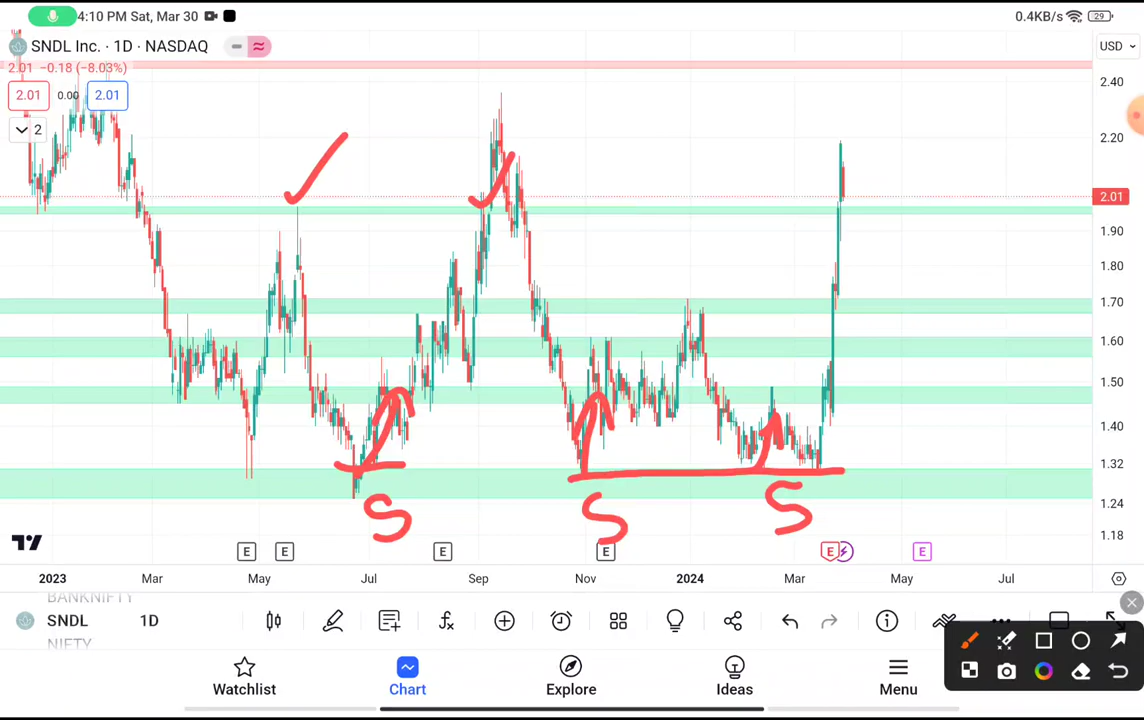 4:10 PM Sat, Mar 30
0.4KB/s
29
SNDL Inc. · 1D · NASDAQ
USD
2.01 −0.18 (−8.03%)
2.01 0.00 2.01
2
2.40
2.20
2.01
1.90
1.80
1.70
1.60
1.50
1.40
1.32
1.24
1.18
S S S
E E E E E E
2023 Mar May Jul Sep Nov 2024 Mar May Jul
BANKNIFTY
SNDL 1D
NIFTY
Watchlist Chart Explore Ideas Menu